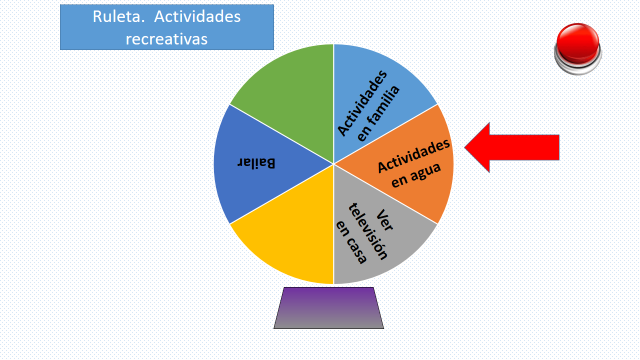 Ruleta.  Actividades
recreativas
Actividades
en familia
Actividades
en agua
Ver
televisión
en casa
Bailar